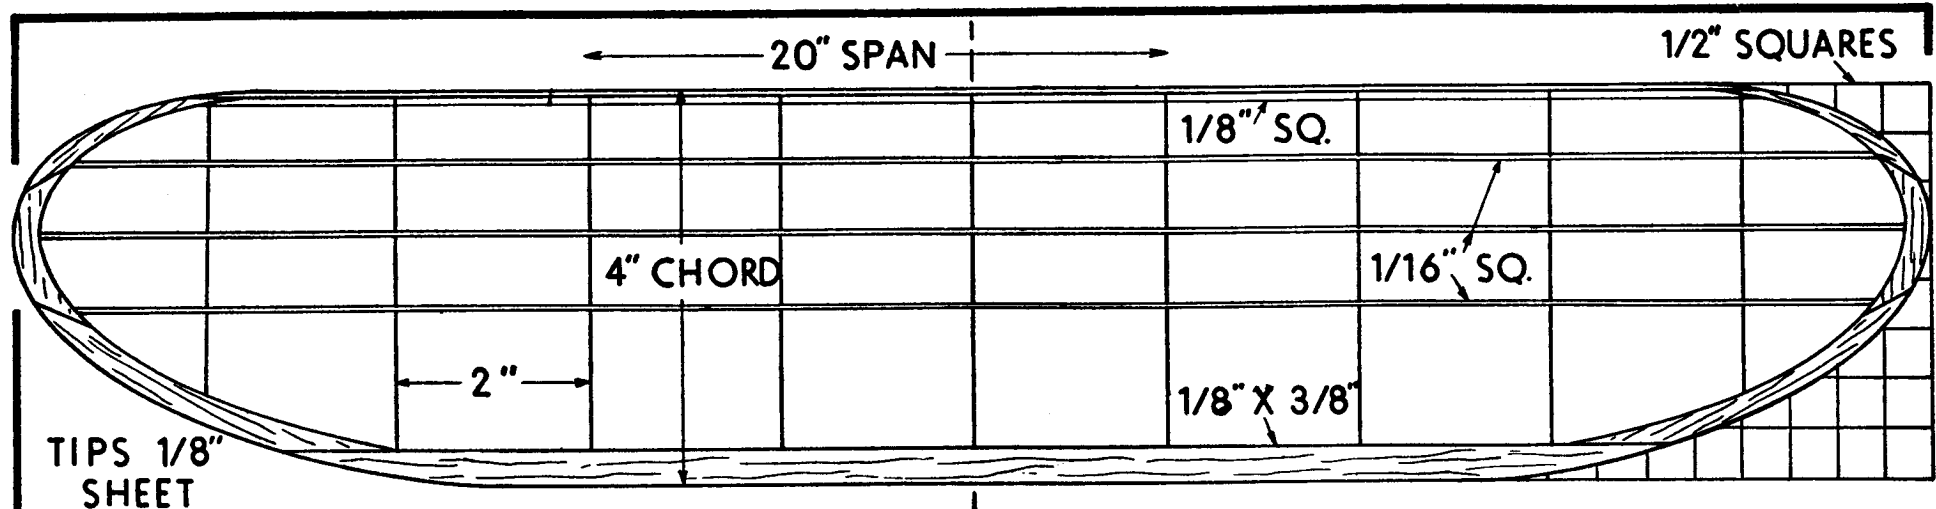 20" SPAN
1/2" SQUARES
1/8" SQ.
4" CHORD
1/16" SQ.
2"
1/8" X 3/8"
TIPS 1/8"
SHEET